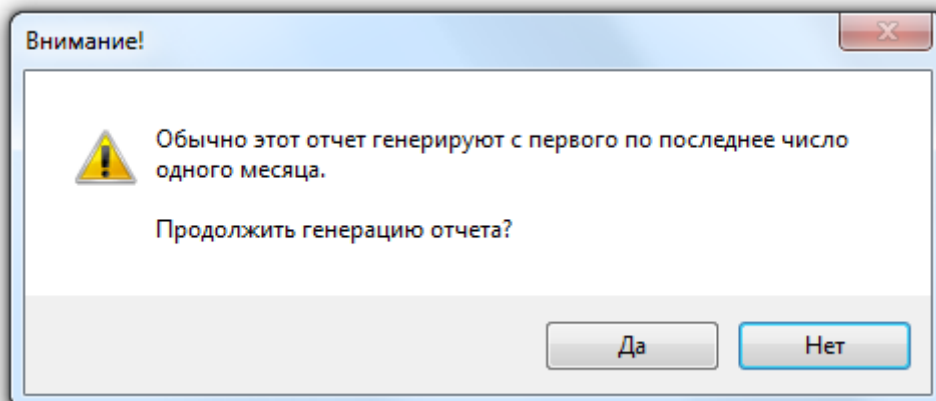 Внимание!
Обычно этот отчет генерируют с первого по последнее число
одного месяца.
Продолжить генерацию отчета?
Да
Нет